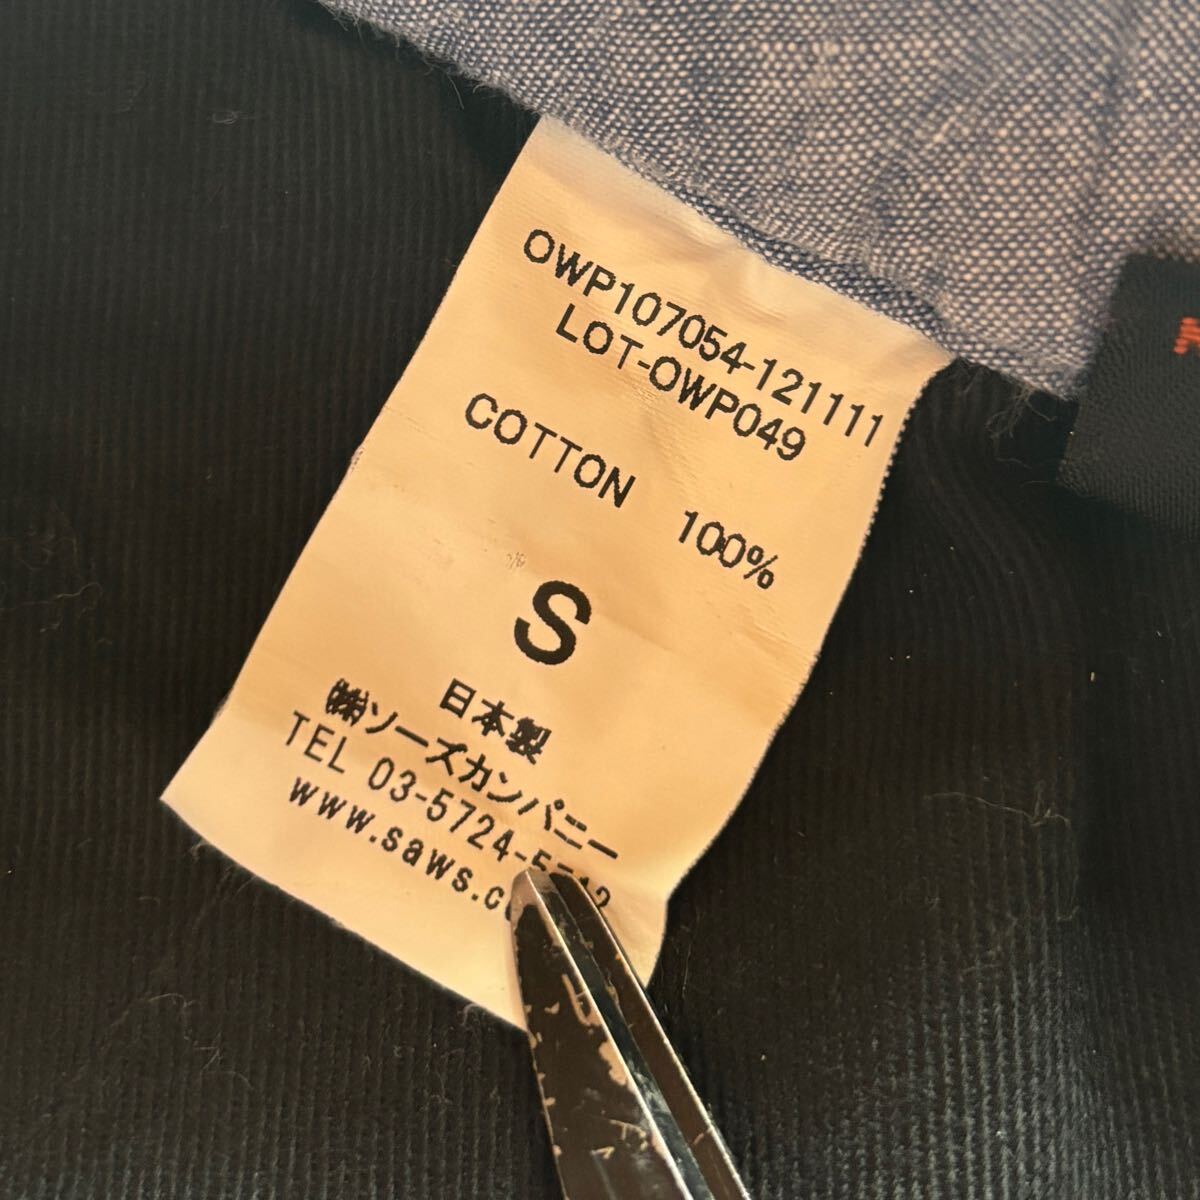 OWP107054-121111
LOT-OWP049
COTTON 100%
S
日本製
㈱ソーズカンパニー
TEL 03-5724-
www.saws.c